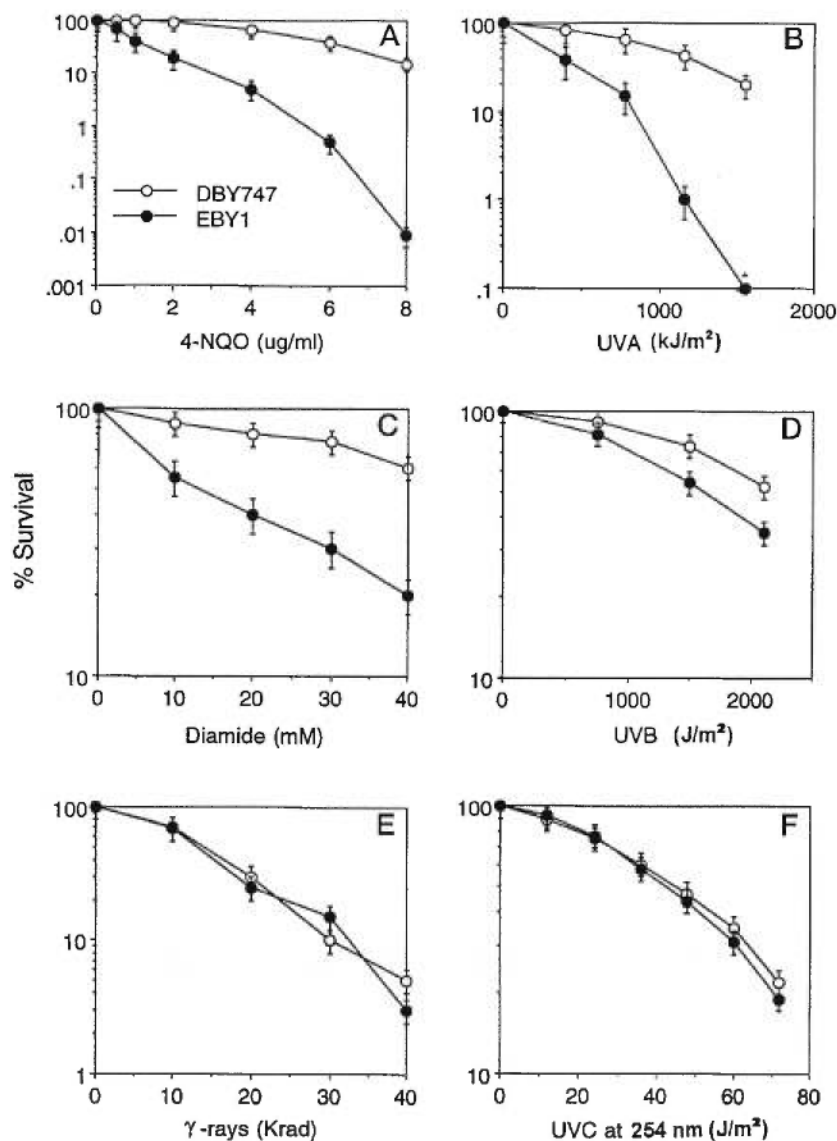 A
100
10
1
.1
.01
.001
DBY747
EBY1
0 2 4 6 8
4-NQO (ug/ml)
B
100
10
1
.1
0 1000 2000
UVA (kJ/m²)
% Survival
C
100
10
0 10 20 30 40
Diamide (mM)
D
100
10
0 1000 2000
UVB (J/m²)
E
100
10
1
0 10 20 30 40
γ-rays (Krad)
F
100
10
0 20 40 60 80
UVC at 254 nm (J/m²)